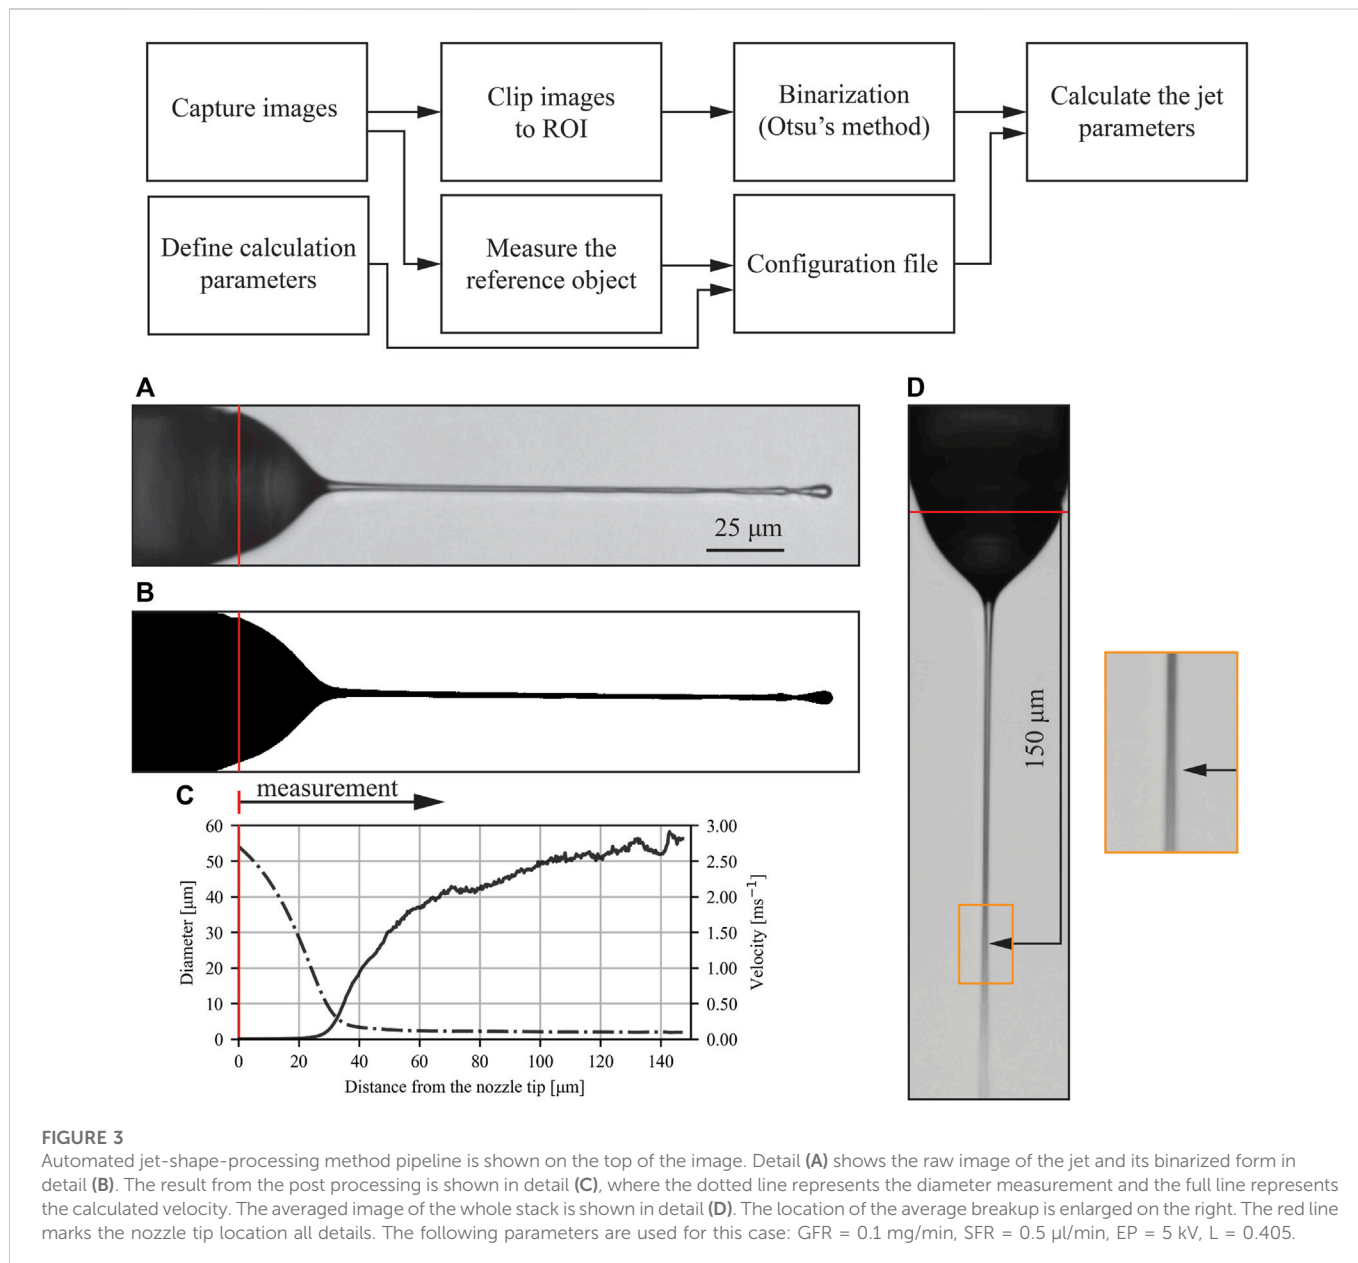 Capture images
Clip images
to ROI
Binarization
(Otsu's method)
Calculate the jet
parameters
Define calculation
parameters
Measure the
reference object
Configuration file
A
25 μm
B
C
measurement
60
50
40
30
20
10
0
Diameter [μm]
3.00
2.50
2.00
1.50
1.00
0.50
0.00
Velocity [ms⁻¹]
0 20 40 60 80 100 120 140
Distance from the nozzle tip [μm]
D
150 μm
FIGURE 3
Automated jet-shape-processing method pipeline is shown on the top of the image. Detail (A) shows the raw image of the jet and its binarized form in
detail (B). The result from the post processing is shown in detail (C), where the dotted line represents the diameter measurement and the full line represents
the calculated velocity. The averaged image of the whole stack is shown in detail (D). The location of the average breakup is enlarged on the right. The red line
marks the nozzle tip location all details. The following parameters are used for this case: GFR = 0.1 mg/min, SFR = 0.5 μl/min, EP = 5 kV, L = 0.405.